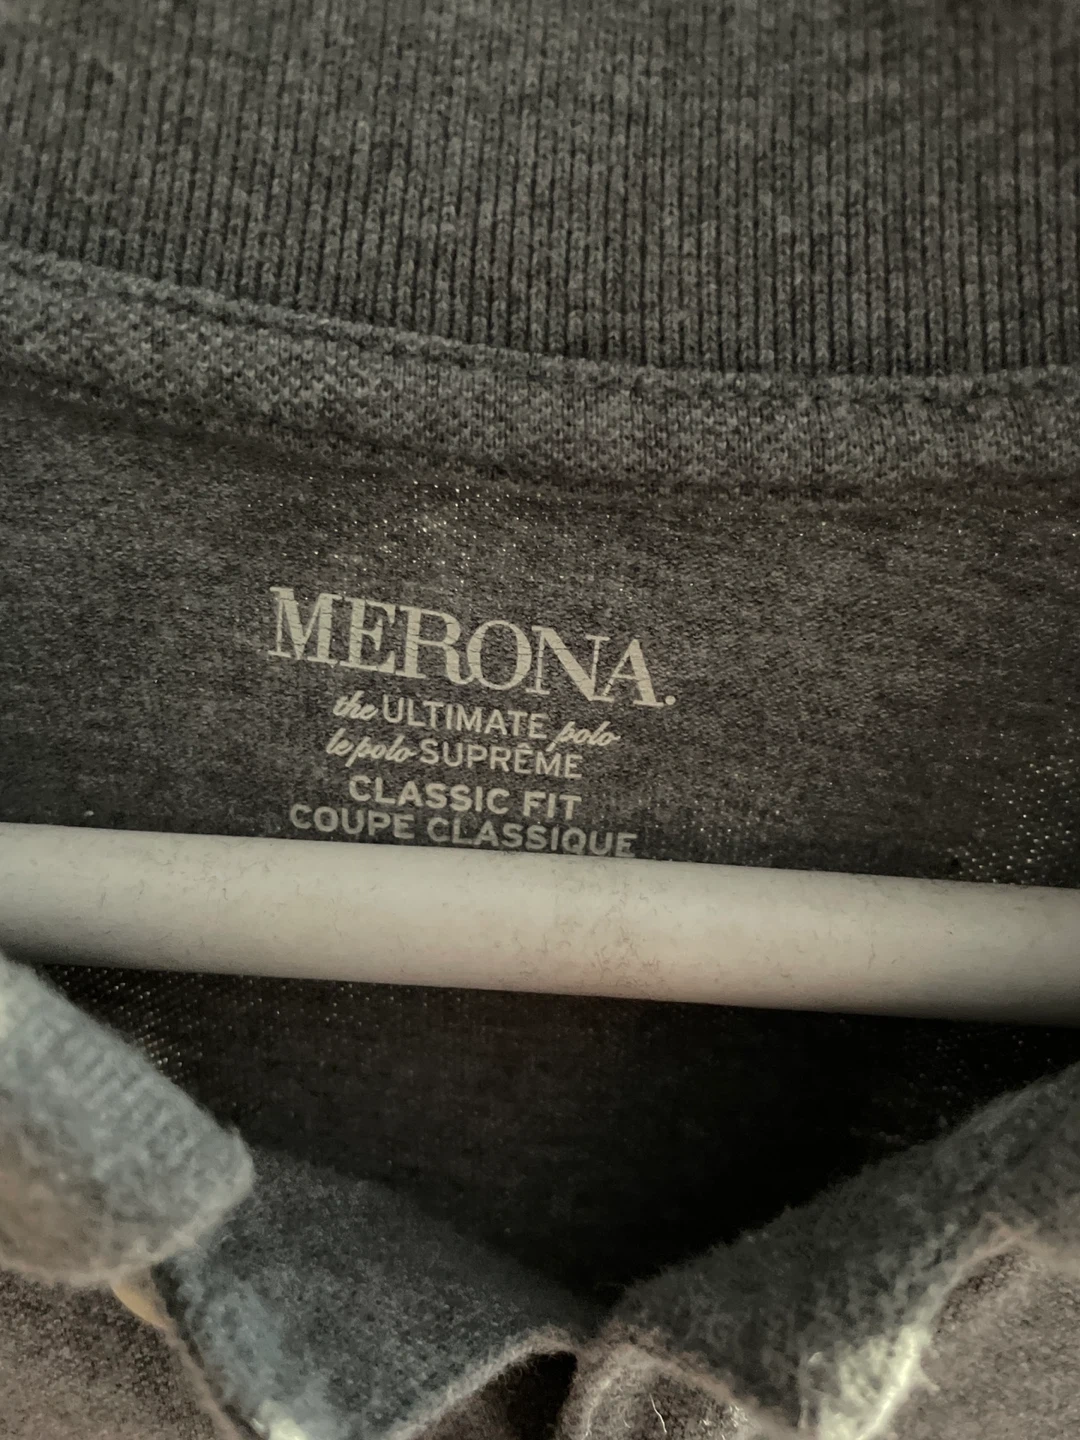 MERONA.
the ULTIMATE polo
le polo SUPRÊME
CLASSIC FIT
COUPE CLASSIQUE